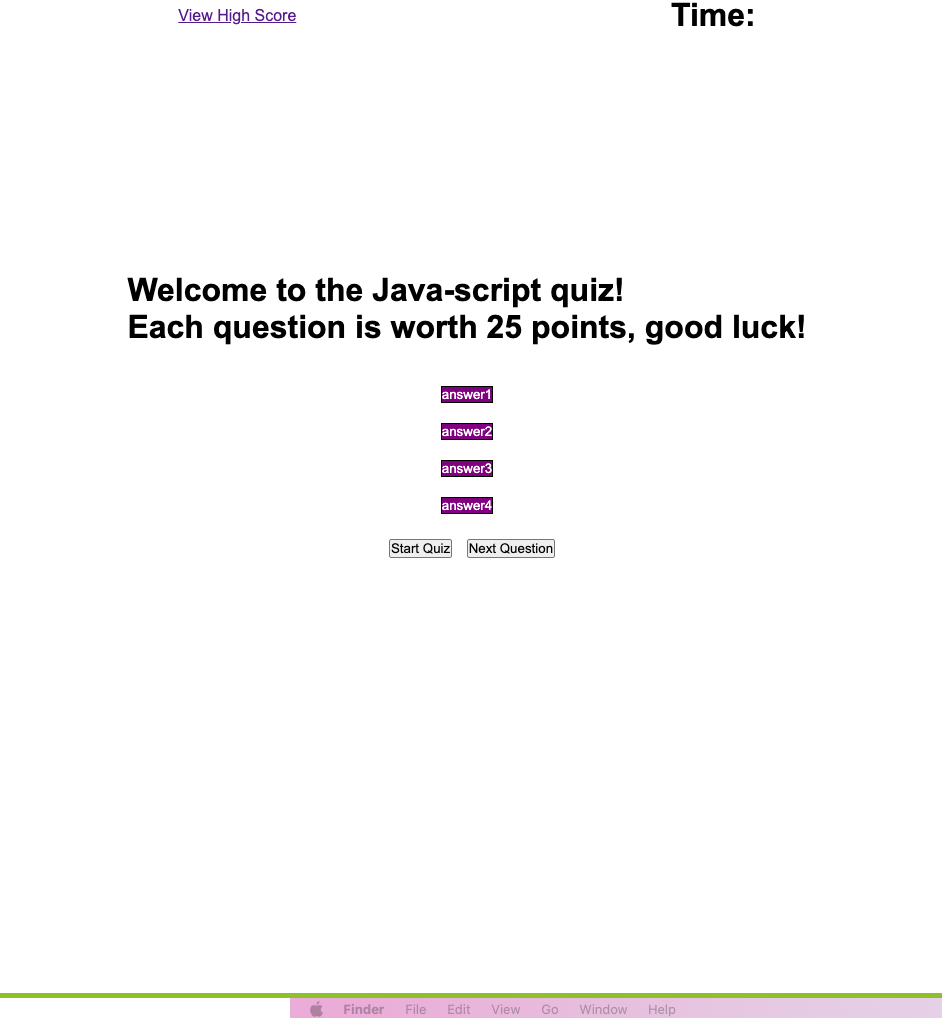 View High Score
Time:
Welcome to the Java-script quiz!
Each question is worth 25 points, good luck!
answer1
answer2
answer3
answer4
Start Quiz Next Question
Finder File Edit View Go Window Help